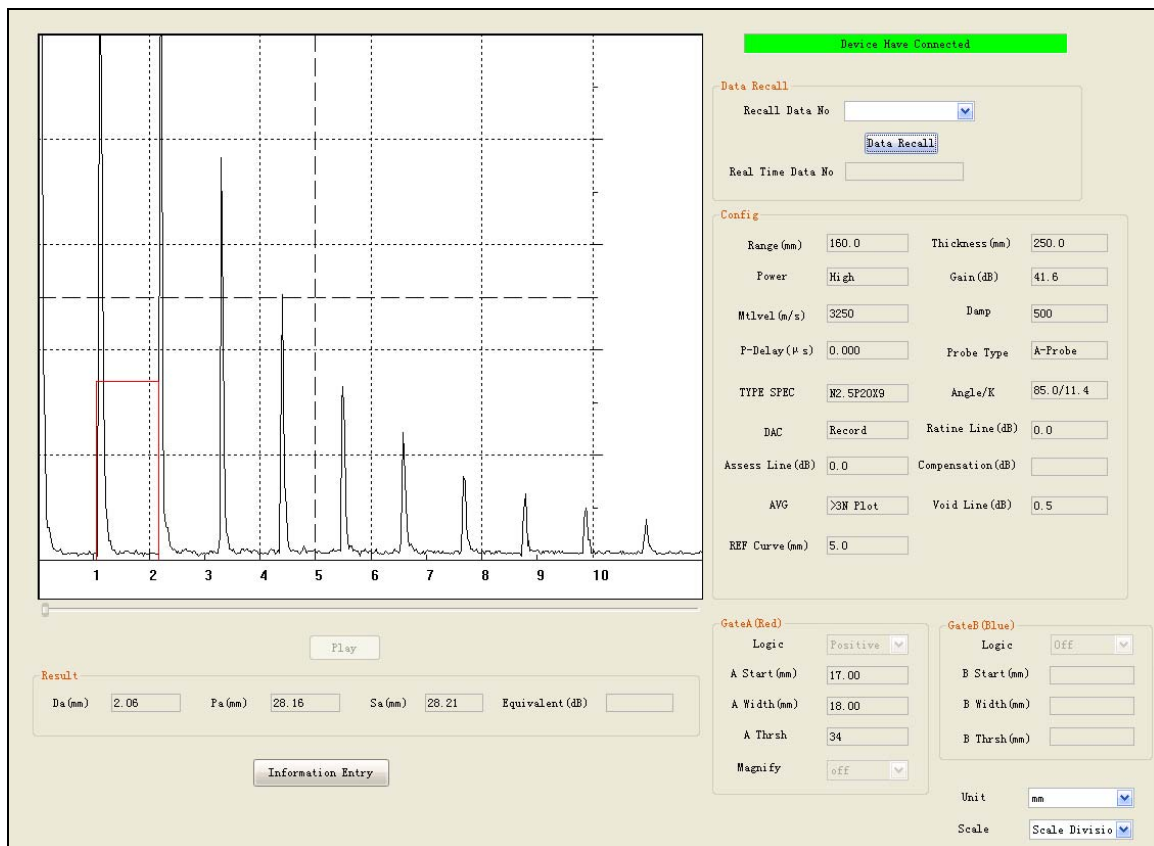 Device Have Connected
Data Recall
Recall Data No
Data Recall
Real Time Data No
Config
Range(mm) 160.0 Thickness(mm) 250.0
Power High Gain(dB) 41.6
Mtlvel(m/s) 3250 Damp 500
P-Delay(μs) 0.000 Probe Type A-Probe
TYPE SPEC N2.5P20X9 Angle/K 85.0/11.4
DAC Record Ratine Line(dB) 0.0
Assess Line(dB) 0.0 Compensation(dB)
AVG >3N Plot Void Line(dB) 0.5
REF Curve(mm) 5.0
1 2 3 4 5 6 7 8 9 10
Play
Result
Da(mm) 2.06 Pa(mm) 28.16 Sa(mm) 28.21 Equivalent(dB)
Information Entry
GateA(Red)
Logic Positive
A Start(mm) 17.00
A Width(mm) 18.00
A Thrsh 34
Magnify off
GateB(Blue)
Logic Off
B Start(mm)
B Width(mm)
B Thrsh(mm)
Unit mm
Scale Scale Divisio